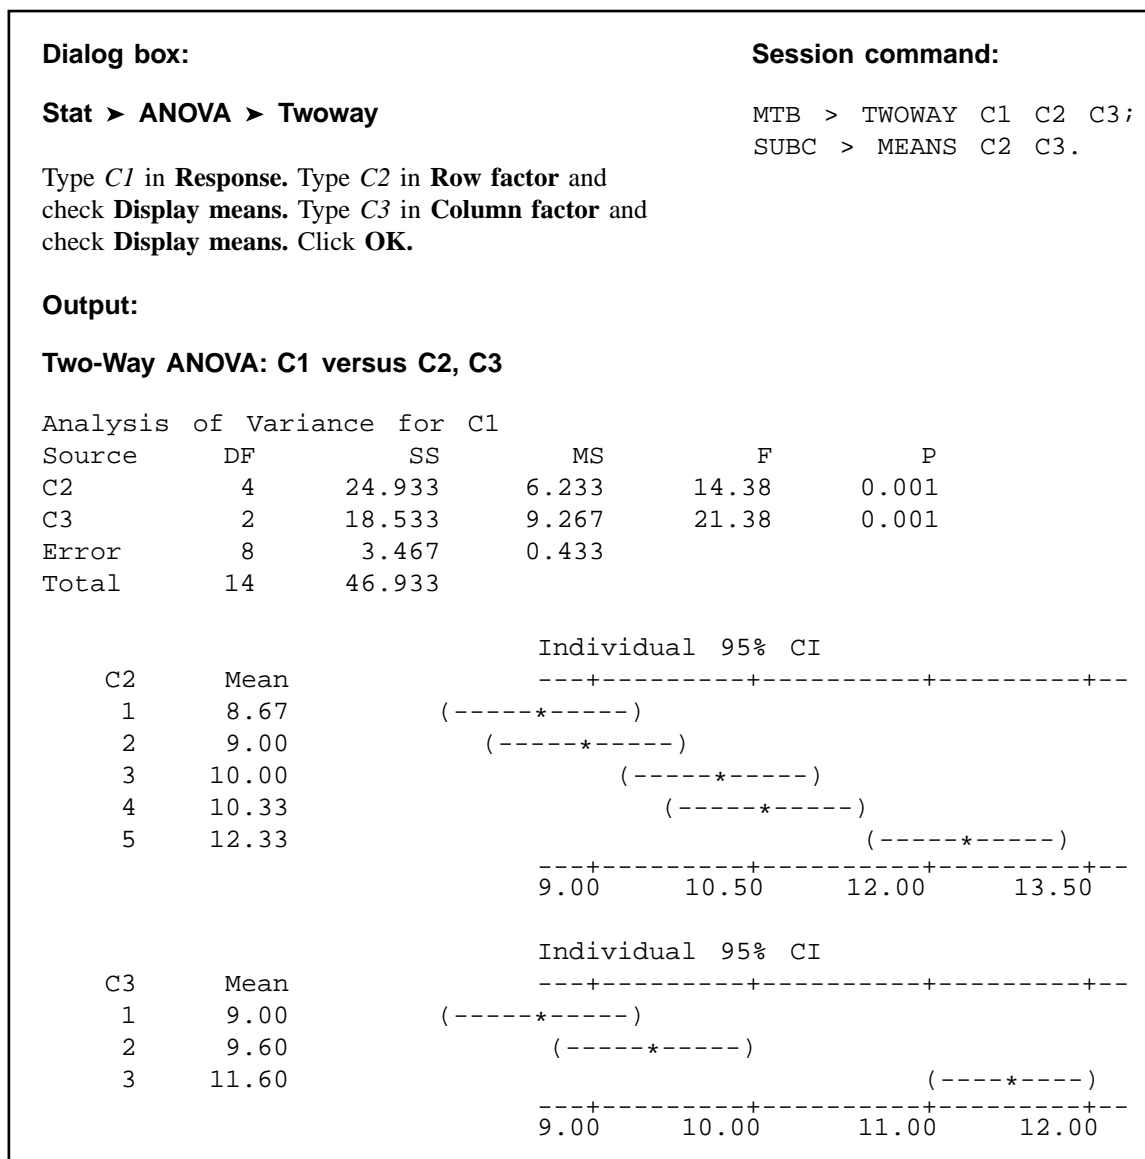 Dialog box:
Session command:
Stat ➤ ANOVA ➤ Twoway
MTB > TWOWAY C1 C2 C3;
SUBC > MEANS C2 C3.
Type C1 in Response. Type C2 in Row factor and
check Display means. Type C3 in Column factor and
check Display means. Click OK.
Output:
Two-Way ANOVA: C1 versus C2, C3
Analysis of Variance for C1
Source DF SS MS F P
C2 4 24.933 6.233 14.38 0.001
C3 2 18.533 9.267 21.38 0.001
Error 8 3.467 0.433
Total 14 46.933
Individual 95% CI
C2 Mean ---+---------+----------+---------+--
1 8.67 (-----*-----)
2 9.00 (-----*-----)
3 10.00 (-----*-----)
4 10.33 (-----*-----)
5 12.33 (-----*-----)
---+---------+----------+---------+--
9.00 10.50 12.00 13.50
Individual 95% CI
C3 Mean ---+---------+----------+---------+--
1 9.00 (-----*-----)
2 9.60 (-----*-----)
3 11.60 (----*----)
---+---------+----------+---------+--
9.00 10.00 11.00 12.00